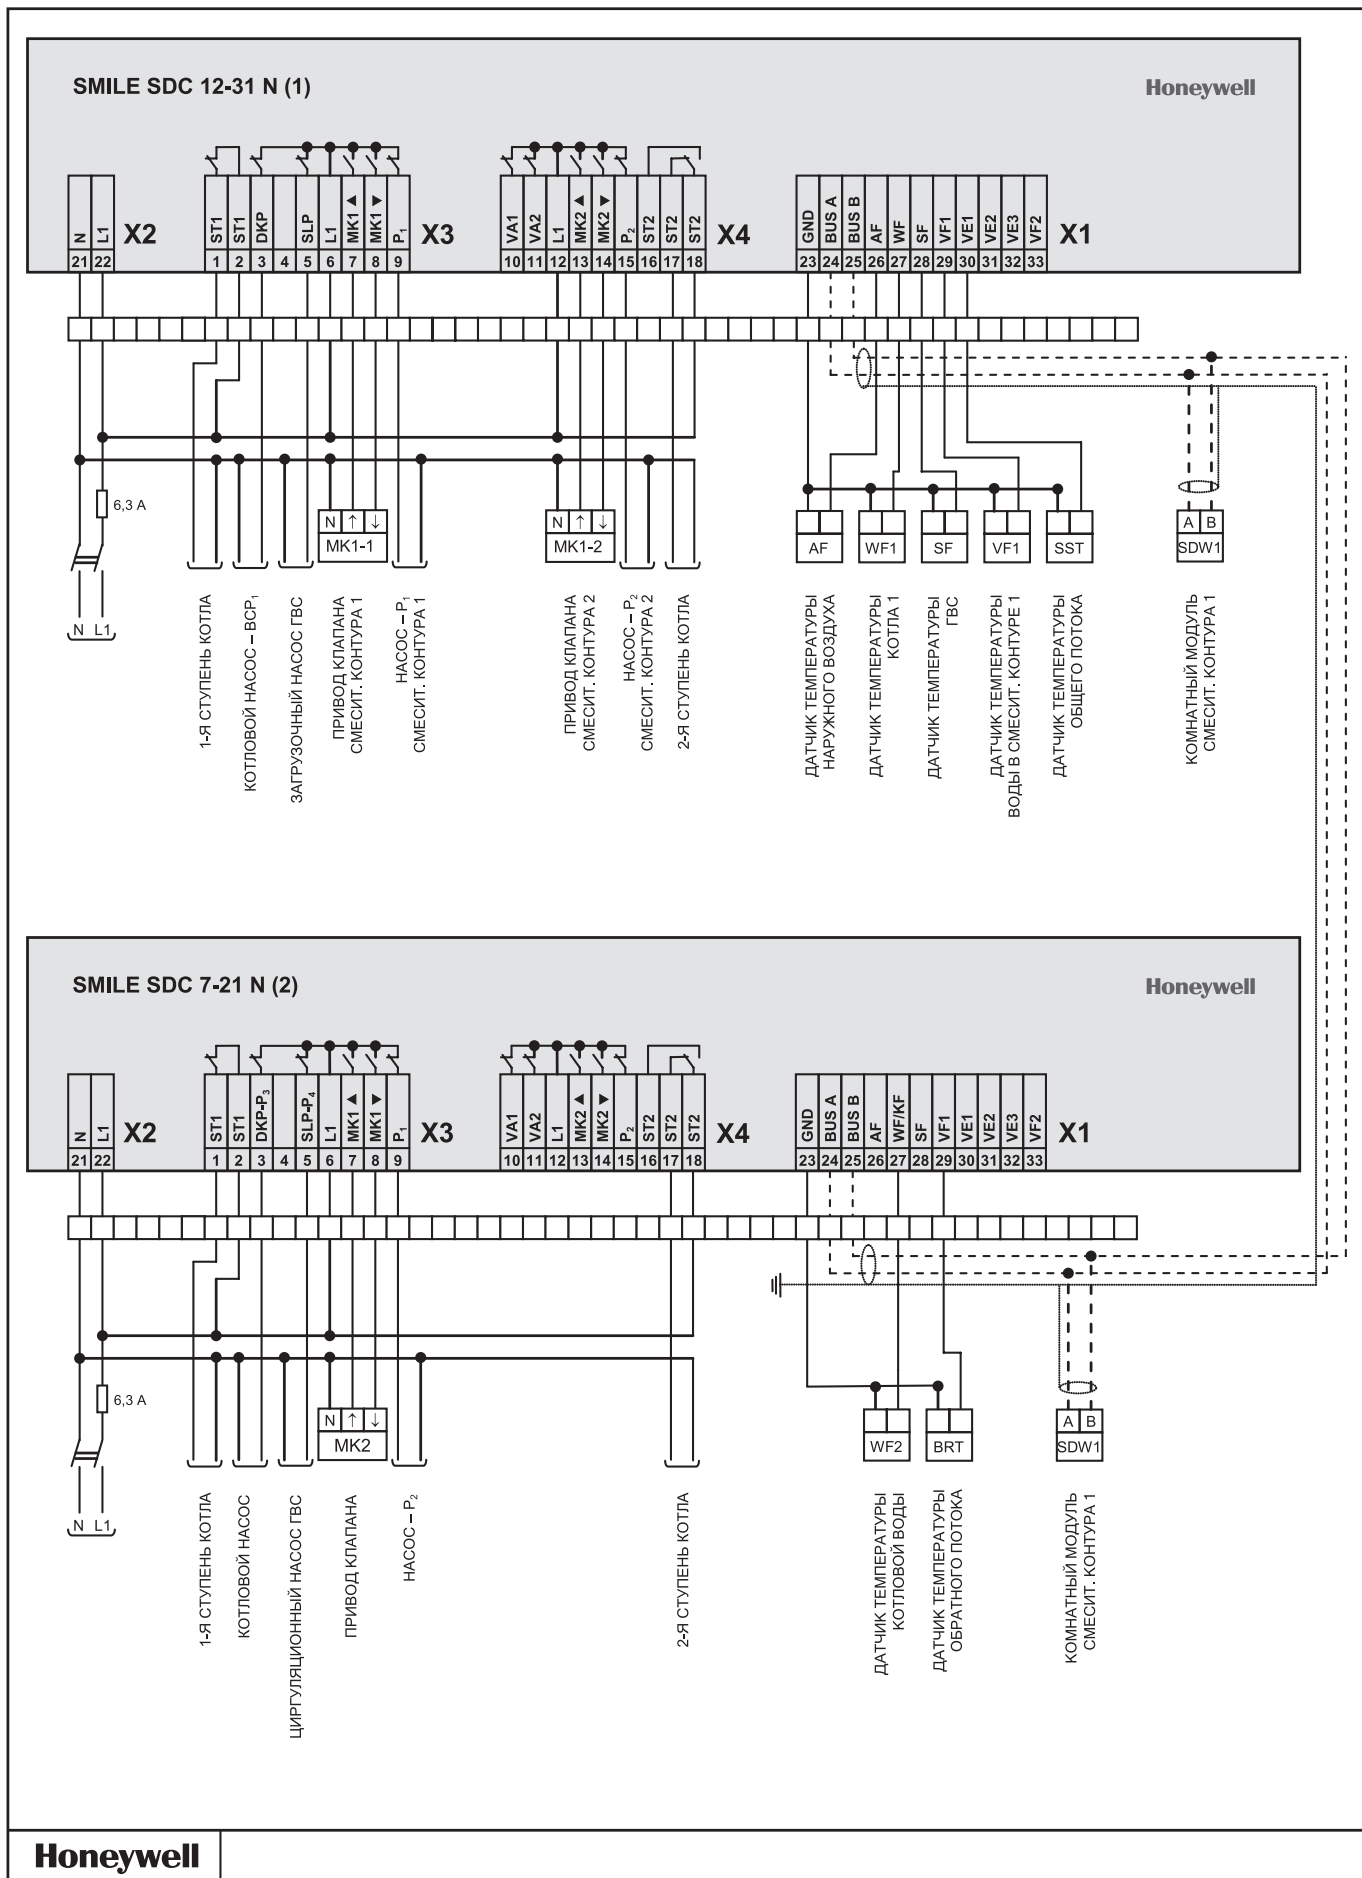 SMILE SDC 12-31 N (1)
Honeywell
N L1 X2
21 22
ST1 ST1 DKP SLP L1 MK1 ◀ MK1 ▶ P1 X3
1 2 3 4 5 6 7 8 9
VA1 VA2 L1 MK2 ◀ MK2 ▶ P2 ST2 ST2 ST2 X4
10 11 12 13 14 15 16 17 18
GND BUS A BUS B AF WF SF VF1 VE1 VE2 VE3 VF2 X1
23 24 25 26 27 28 29 30 31 32 33
6,3 A
N ↑ ↓
MK1-1
N ↑ ↓
MK1-2
AF
WF1
SF
VF1
SST
A B
SDW1
N L1
1-Я СТУПЕНЬ КОТЛА
КОТЛОВОЙ НАСОС – BCP1
ЗАГРУЗОЧНЫЙ НАСОС ГВС
ПРИВОД КЛАПАНА
СМЕСИТ. КОНТУРА 1
НАСОС – P1
СМЕСИТ. КОНТУРА 1
ПРИВОД КЛАПАНА
СМЕСИТ. КОНТУРА 2
НАСОС – P2
СМЕСИТ. КОНТУРА 2
2-Я СТУПЕНЬ КОТЛА
ДАТЧИК ТЕМПЕРАТУРЫ
НАРУЖНОГО ВОЗДУХА
ДАТЧИК ТЕМПЕРАТУРЫ
КОТЛА 1
ДАТЧИК ТЕМПЕРАТУРЫ
ГВС
ДАТЧИК ТЕМПЕРАТУРЫ
ВОДЫ В СМЕСИТ. КОНТУРЕ 1
ДАТЧИК ТЕМПЕРАТУРЫ
ОБЩЕГО ПОТОКА
КОМНАТНЫЙ МОДУЛЬ
СМЕСИТ. КОНТУРА 1
SMILE SDC 7-21 N (2)
Honeywell
N L1 X2
21 22
ST1 ST1 DKP-P3 SLP-P4 L1 MK1 ◀ MK1 ▶ P1 X3
1 2 3 4 5 6 7 8 9
VA1 VA2 L1 MK2 ◀ MK2 ▶ P2 ST2 ST2 ST2 X4
10 11 12 13 14 15 16 17 18
GND BUS A BUS B AF WF/KF SF VF1 VE1 VE2 VE3 VF2 X1
23 24 25 26 27 28 29 30 31 32 33
6,3 A
N ↑ ↓
MK2
WF2
BRT
A B
SDW1
N L1
1-Я СТУПЕНЬ КОТЛА
КОТЛОВОЙ НАСОС
ЦИРГУЛЯЦИОННЫЙ НАСОС ГВС
ПРИВОД КЛАПАНА
НАСОС – P2
2-Я СТУПЕНЬ КОТЛА
ДАТЧИК ТЕМПЕРАТУРЫ
КОТЛОВОЙ ВОДЫ
ДАТЧИК ТЕМПЕРАТУРЫ
ОБРАТНОГО ПОТОКА
КОМНАТНЫЙ МОДУЛЬ
СМЕСИТ. КОНТУРА 1
Honeywell